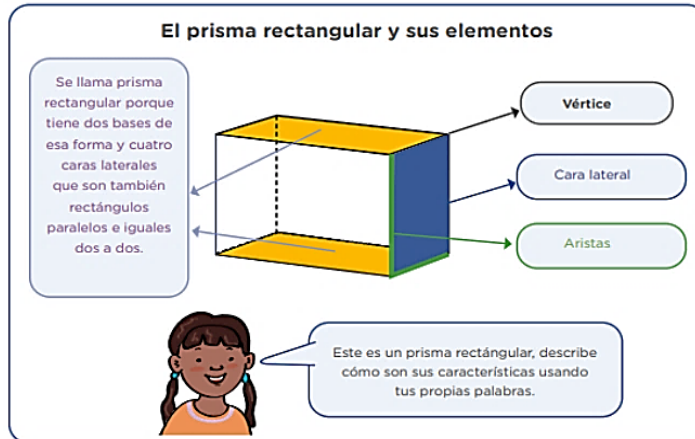 El prisma rectangular y sus elementos
Se llama prisma
rectangular porque
tiene dos bases de
esa forma y cuatro
caras laterales
que son también
rectángulos
paralelos e iguales
dos a dos.
Vértice
Cara lateral
Aristas
Este es un prisma rectángular, describe
cómo son sus característicfas usando
tus propias palabras.